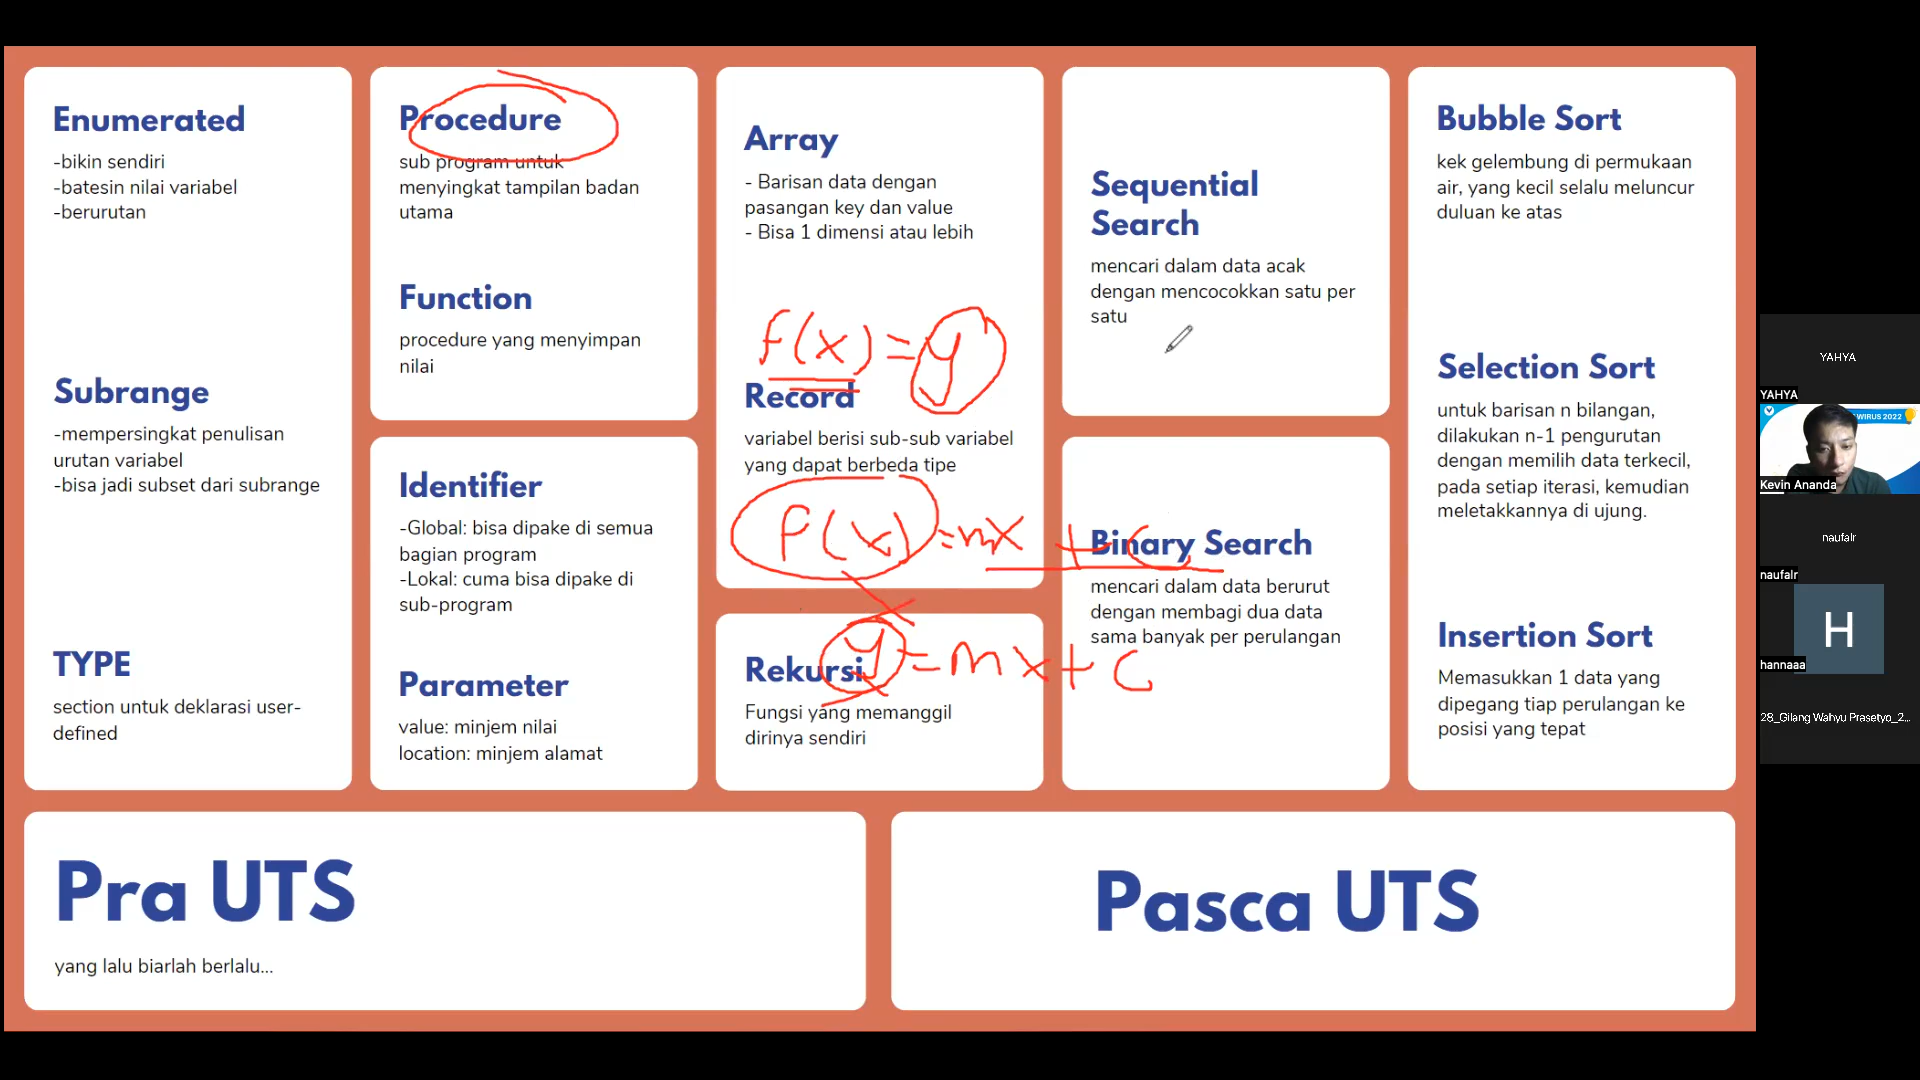 Enumerated
-bikin sendiri
-batesin nilai variabel
-berurutan
Subrange
-mempersingkat penulisan
urutan variabel
-bisa jadi subset dari subrange
TYPE
section untuk deklarasi user-
defined
Procedure
sub program untuk
menyingkat tampilan badan
utama
Function
procedure yang menyimpan
nilai
Identifier
-Global: bisa dipake di semua
bagian program
-Lokal: cuma bisa dipake di
sub-program
Parameter
value: minjem nilai
location: minjem alamat
Array
- Barisan data dengan
pasangan key dan value
- Bisa 1 dimensi atau lebih
f(x)=y
Record
variabel berisi sub-sub variabel
yang dapat berbeda tipe
f(x)=mx + c
y=mx+c
Rekursi
Fungsi yang memanggil
dirinya sendiri
Sequential
Search
mencari dalam data acak
dengan mencocokkan satu per
satu
Binary Search
mencari dalam data berurut
dengan membagi dua data
sama banyak per perulangan
Bubble Sort
kek gelembung di permukaan
air, yang kecil selalu meluncur
duluan ke atas
Selection Sort
untuk barisan n bilangan,
dilakukan n-1 pengurutan
dengan memilih data terkecil,
pada setiap iterasi, kemudian
meletakkannya di ujung.
Insertion Sort
Memasukkan 1 data yang
dipegang tiap perulangan ke
posisi yang tepat
Pra UTS
yang lalu biarlah berlalu...
Pasca UTS
YAHYA
YAHYA
WIRUS 2022
Kevin Ananda
naufalr
naufalr
H
hannaaa
28_Gilang Wahyu Prasetyo_2...